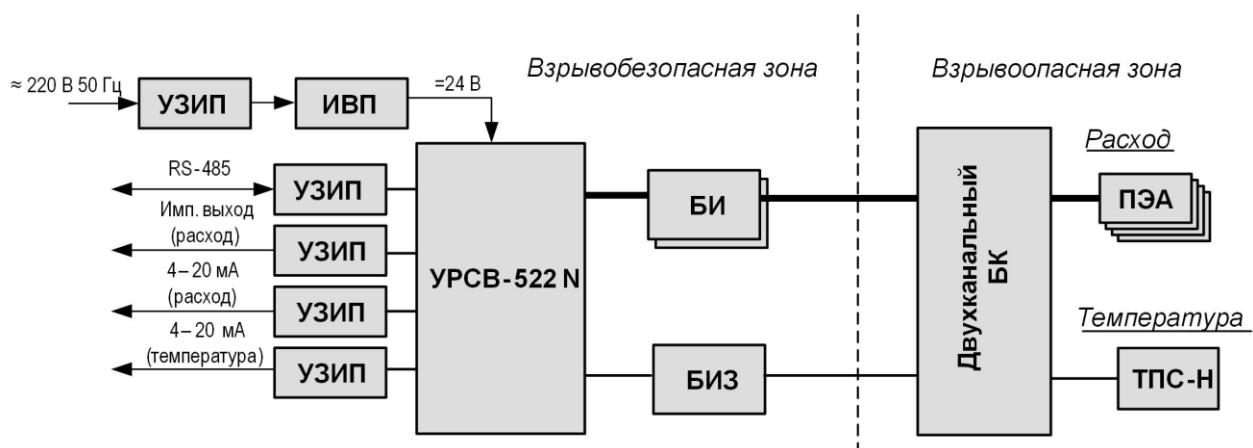 Взрывобезопасная зона
Взрывоопасная зона
≈ 220 В 50 Гц
УЗИП
ИВП
=24 В
RS-485
УЗИП
Имп. выход
(расход)
УЗИП
4–20 мА
(расход)
УЗИП
4–20 мА
(температура)
УЗИП
УРСВ-522 N
БИ
БИЗ
Двухканальный
БК
Расход
ПЭА
Температура
ТПС-Н